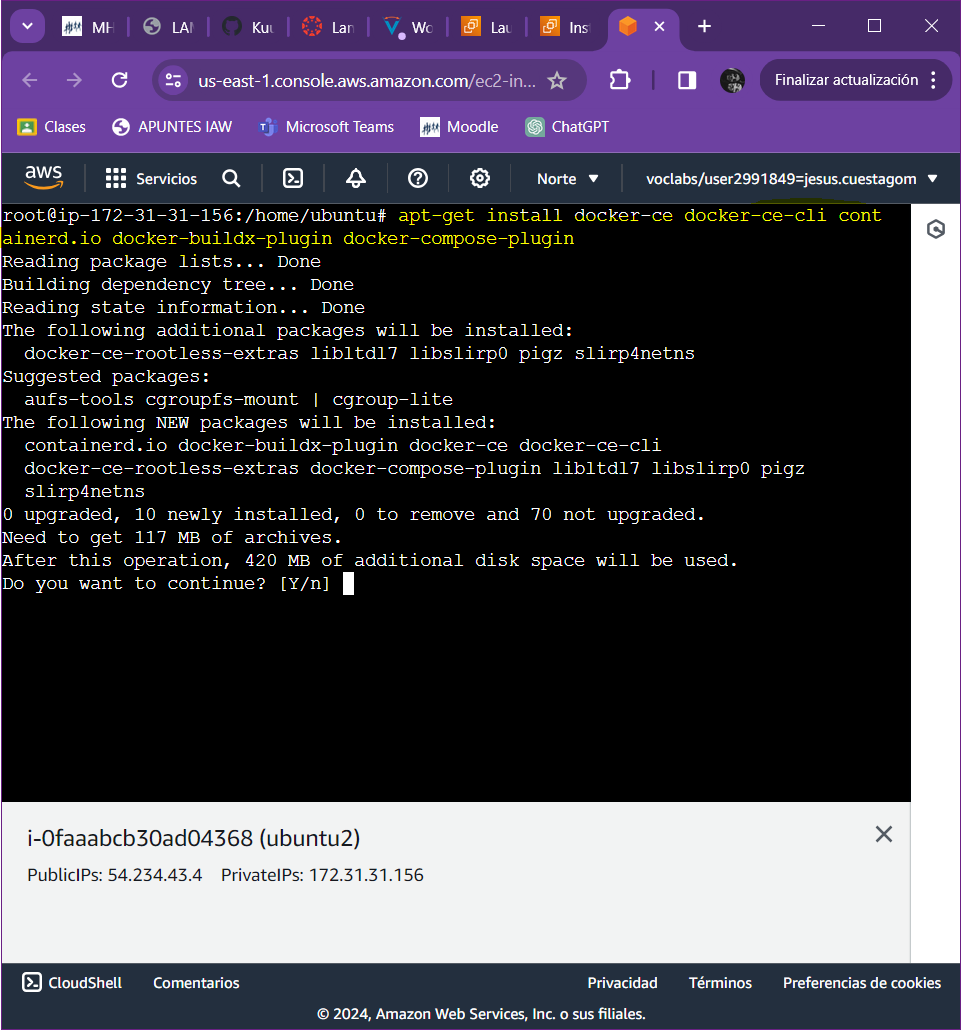 MH
LAI
Kuu
Lan
Wo
Lau
Ins
us-east-1.console.aws.amazon.com/ec2-in...
Finalizar actualización
Clases
APUNTES IAW
Microsoft Teams
Moodle
ChatGPT
aws
Servicios
Norte
voclabs/user2991849=jesus.cuestagom
root@ip-172-31-31-156:/home/ubuntu# apt-get install docker-ce docker-ce-cli cont
ainerd.io docker-buildx-plugin docker-compose-plugin
Reading package lists... Done
Building dependency tree... Done
Reading state information... Done
The following additional packages will be installed:
docker-ce-rootless-extras libltdl7 libslirp0 pigz slirp4netns
Suggested packages:
aufs-tools cgroupfs-mount | cgroup-lite
The following NEW packages will be installed:
containerd.io docker-buildx-plugin docker-ce docker-ce-cli
docker-ce-rootless-extras docker-compose-plugin libltdl7 libslirp0 pigz
slirp4netns
0 upgraded, 10 newly installed, 0 to remove and 70 not upgraded.
Need to get 117 MB of archives.
After this operation, 420 MB of additional disk space will be used.
Do you want to continue? [Y/n]
i-0faaabcb30ad04368 (ubuntu2)
PublicIPs: 54.234.43.4 PrivateIPs: 172.31.31.156
CloudShell
Comentarios
Privacidad
Términos
Preferencias de cookies
© 2024, Amazon Web Services, Inc. o sus filiales.